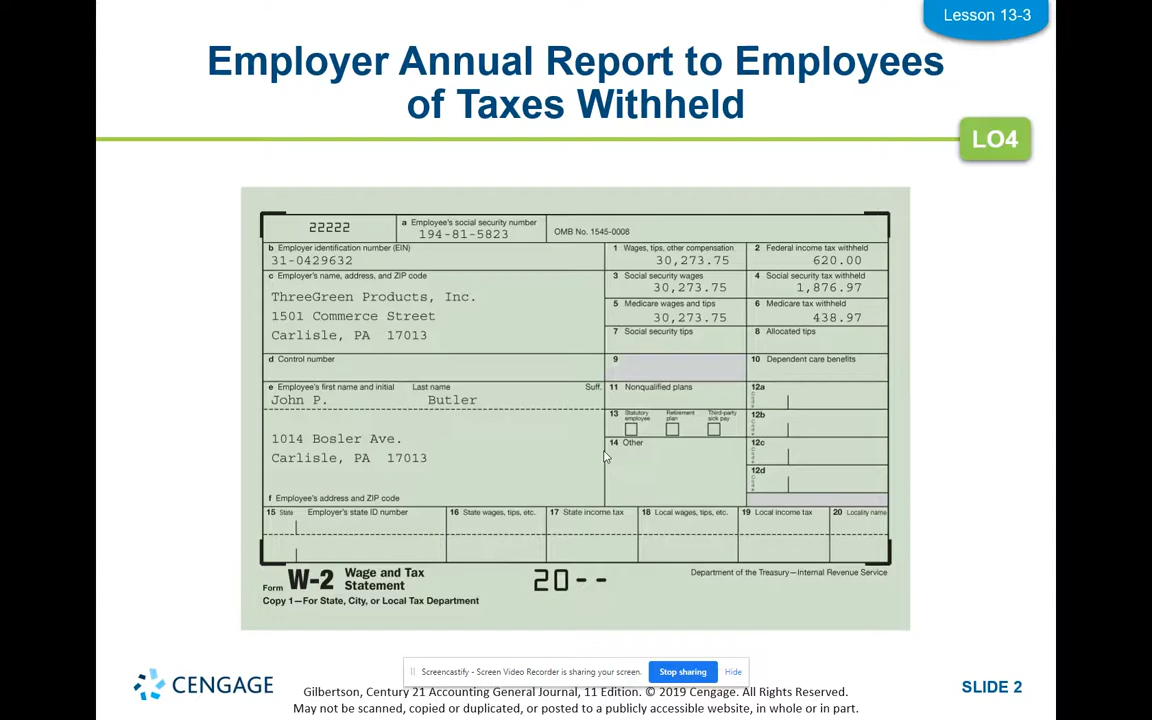 Lesson 13-3
Employer Annual Report to Employees
of Taxes Withheld
LO4
22222
a Employee's social security number
194-81-5823
OMB No. 1545-0008
b Employer identification number (EIN)
31-0429632
1 Wages, tips, other compensation
30,273.75
2 Federal income tax withheld
620.00
c Employer's name, address, and ZIP code
ThreeGreen Products, Inc.
1501 Commerce Street
Carlisle, PA 17013
3 Social security wages
30,273.75
4 Social security tax withheld
1,876.97
5 Medicare wages and tips
30,273.75
6 Medicare tax withheld
438.97
7 Social security tips
8 Allocated tips
d Control number
9
10 Dependent care benefits
e Employee's first name and initial Last name Suff.
John P. Butler
1014 Bosler Ave.
Carlisle, PA 17013
11 Nonqualified plans
12a
Code
13 Statutory employee Retirement plan Third-party sick pay
12b
Code
14 Other
12c
Code
12d
Code
f Employee's address and ZIP code
15 State Employer's state ID number
16 State wages, tips, etc.
17 State income tax
18 Local wages, tips, etc.
19 Local income tax
20 Locality name
Form W-2 Wage and Tax Statement
20--
Department of the Treasury—Internal Revenue Service
Copy 1—For State, City, or Local Tax Department
Screencastify - Screen Video Recorder is sharing your screen.
Stop sharing
Hide
CENGAGE
Gilbertson, Century 21 Accounting General Journal, 11 Edition. © 2019 Cengage. All Rights Reserved.
May not be scanned, copied or duplicated, or posted to a publicly accessible website, in whole or in part.
SLIDE 2